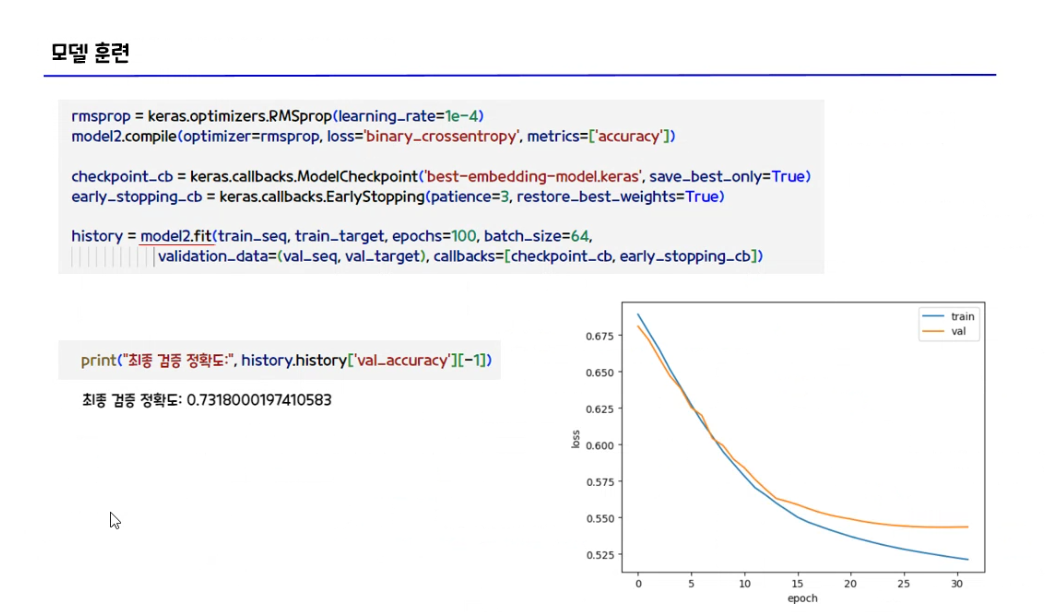 모델 훈련
rmsprop = keras.optimizers.RMSprop(learning_rate=1e-4)
model2.compile(optimizer=rmsprop, loss='binary_crossentropy', metrics=['accuracy'])
checkpoint_cb = keras.callbacks.ModelCheckpoint('best-embedding-model.keras', save_best_only=True)
early_stopping_cb = keras.callbacks.EarlyStopping(patience=3, restore_best_weights=True)
history = model2.fit(train_seq, train_target, epochs=100, batch_size=64,
validation_data=(val_seq, val_target), callbacks=[checkpoint_cb, early_stopping_cb])
print("최종 검증 정확도:", history.history['val_accuracy'][-1])
최종 검증 정확도: 0.7318000197410583
train
val
0.675
0.650
0.625
0.600
0.575
0.550
0.525
loss
0 5 10 15 20 25 30
epoch